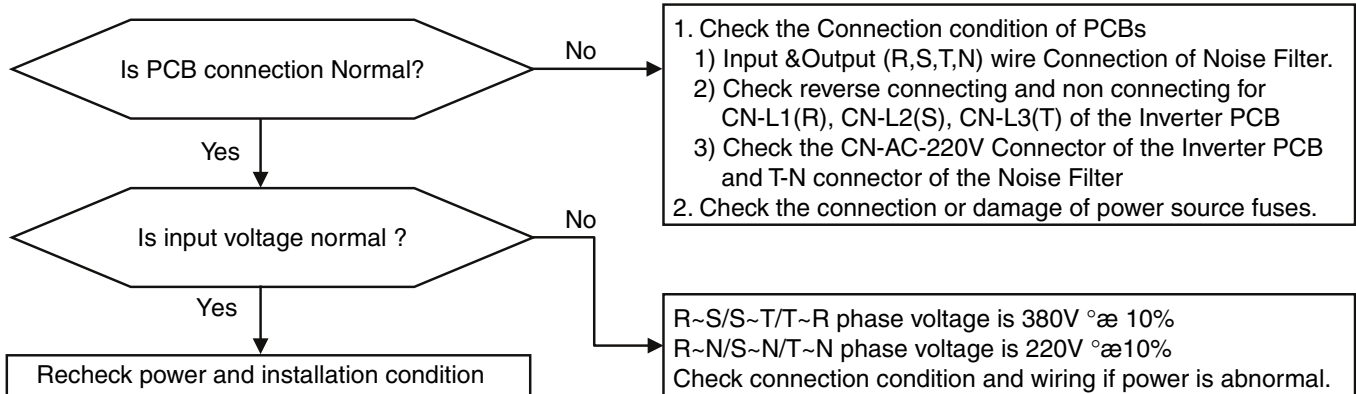 Is PCB connection Normal?
No
1. Check the Connection condition of PCBs
1) Input &Output (R,S,T,N) wire Connection of Noise Filter.
2) Check reverse connecting and non connecting for
CN-L1(R), CN-L2(S), CN-L3(T) of the Inverter PCB
3) Check the CN-AC-220V Connector of the Inverter PCB
and T-N connector of the Noise Filter
2. Check the connection or damage of power source fuses.
Yes
Is input voltage normal ?
No
Yes
R~S/S~T/T~R phase voltage is 380V °æ 10%
R~N/S~N/T~N phase voltage is 220V °æ10%
Check connection condition and wiring if power is abnormal.
Recheck power and installation condition